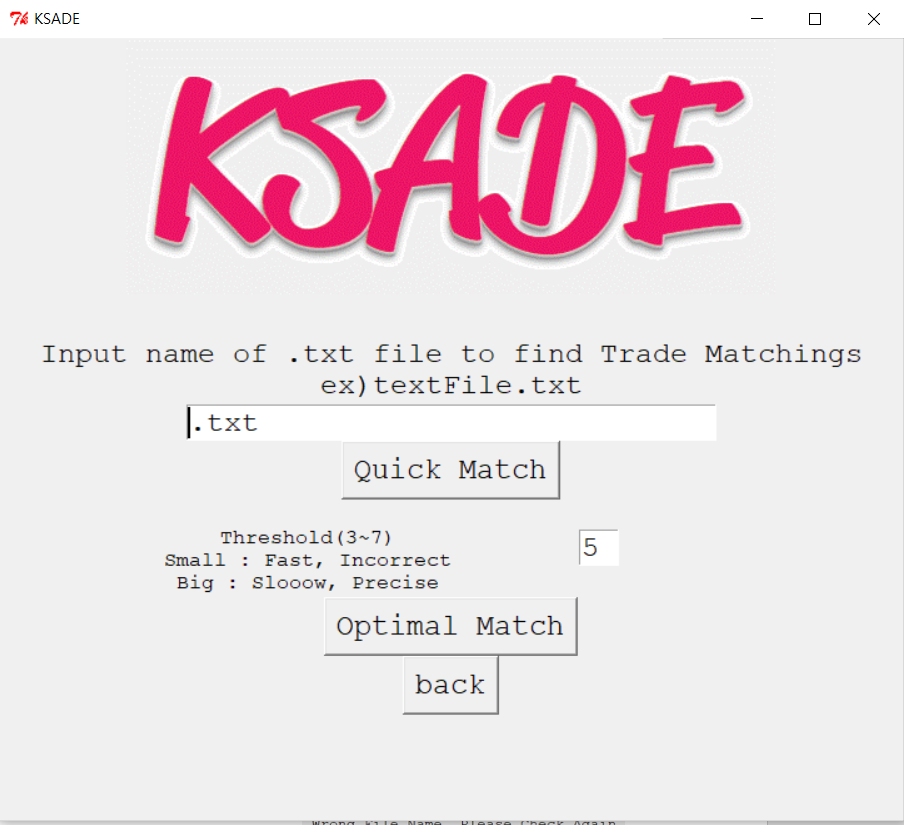 KSADE
KSADE
Input name of .txt file to find Trade Matchings
ex)textFile.txt
.txt
Quick Match
Threshold(3~7)
Small : Fast, Incorrect
Big : Slooow, Precise
5
Optimal Match
back
Wrong File Name. Please Check Again